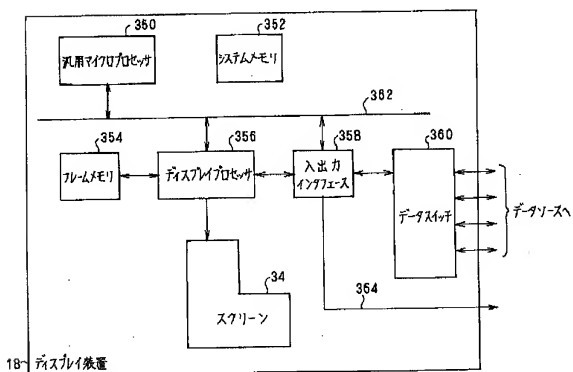 350
汎用マイクロプロセッサ
352
システムメモリ
362
354
フレームメモリ
356
ディスプレイプロセッサ
358
入出力
インタフェース
360
データスイッチ
データソースへ
34
スクリーン
364
18 ディスプレイ装置